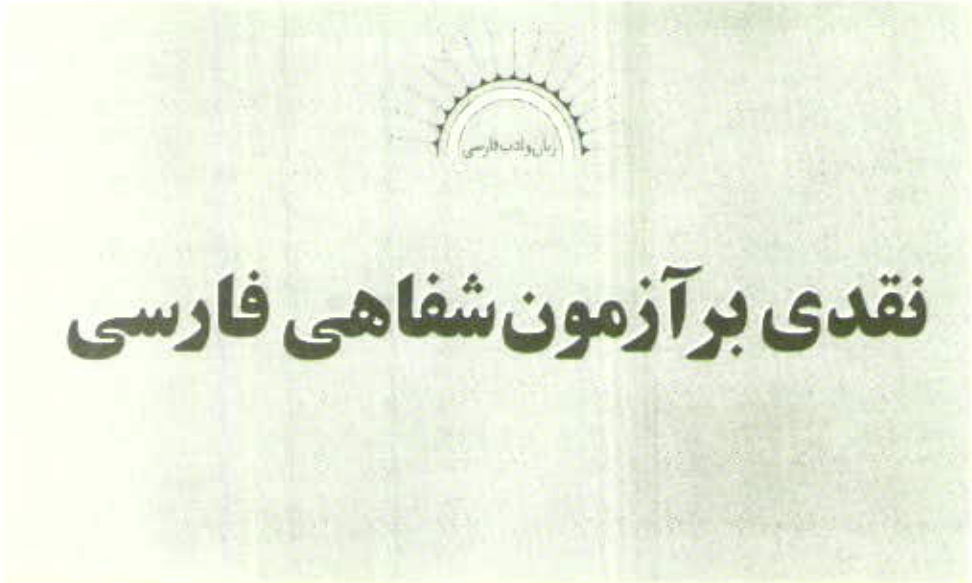 زبان و ادب فارسی
نقدی بر آزمون شفاهی فارسی